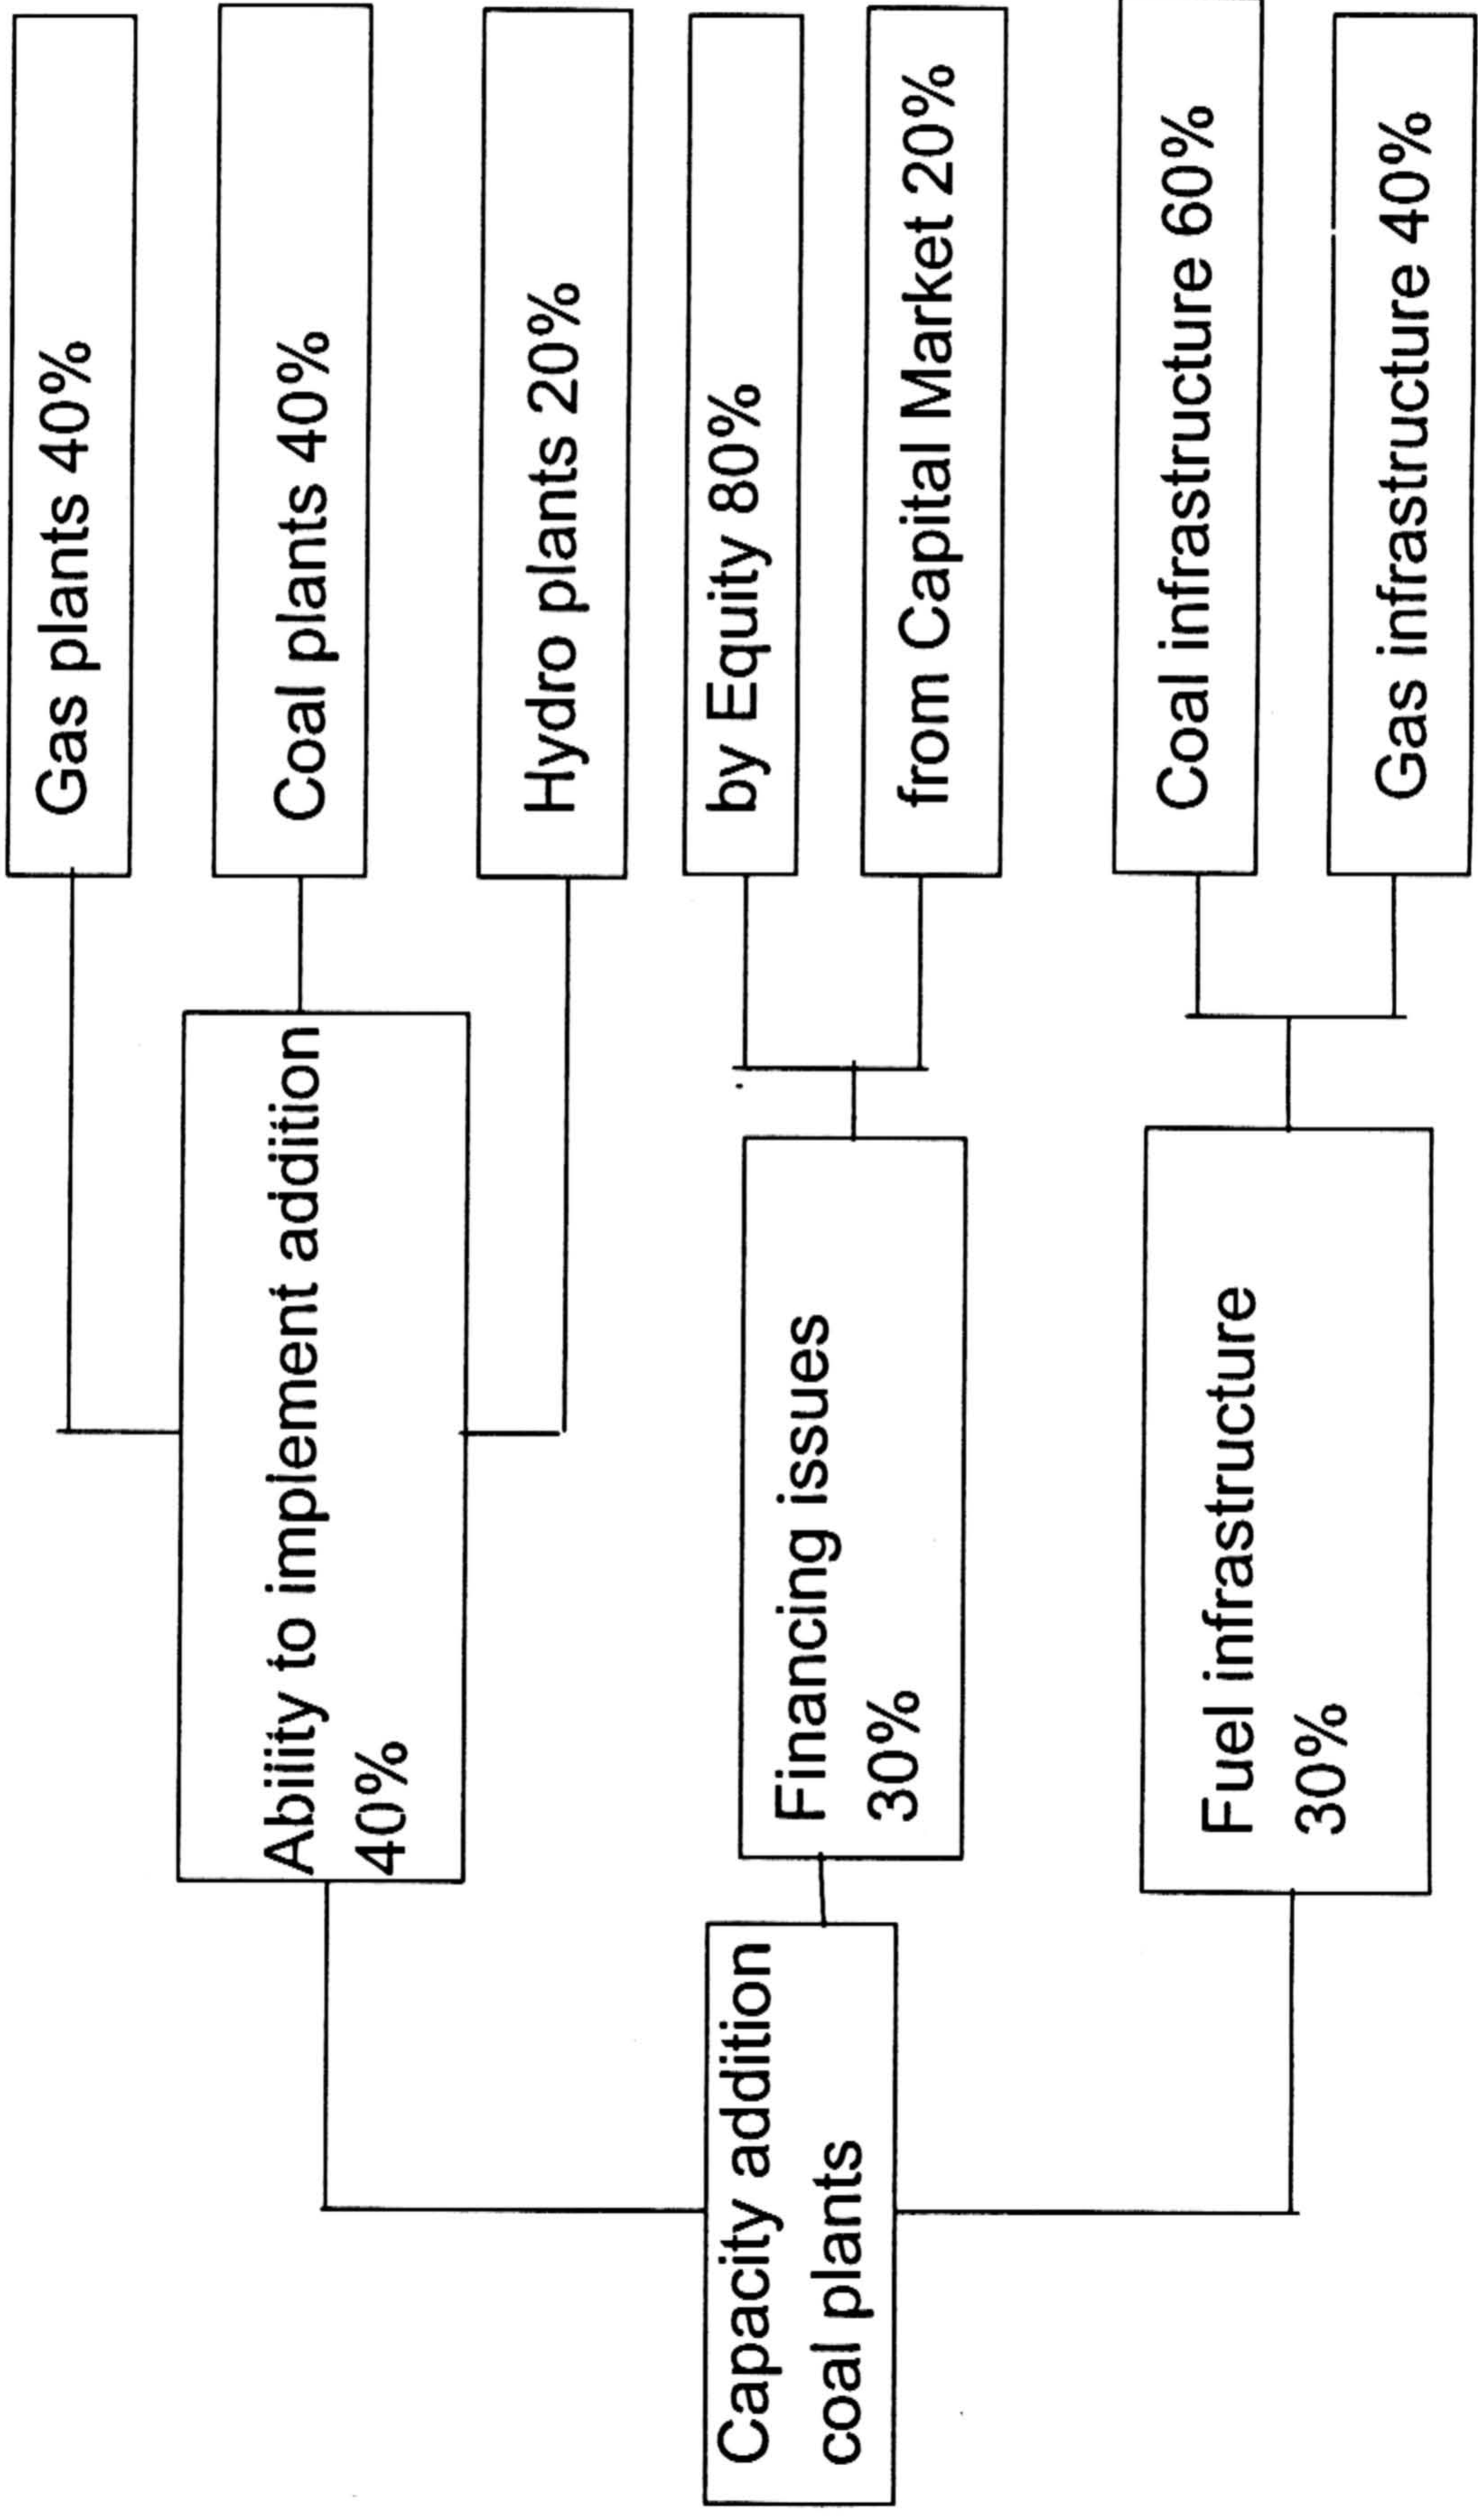 Gas plants 40%
Coal plants 40%
Hydro plants 20%
by Equity 80%
from Capital Market 20%
Coal infrastructure 60%
Gas infrastructure 40%
Ability to implement addition
40%
Financing issues
30%
Fuel infrastructure
30%
Capacity addition
coal plants